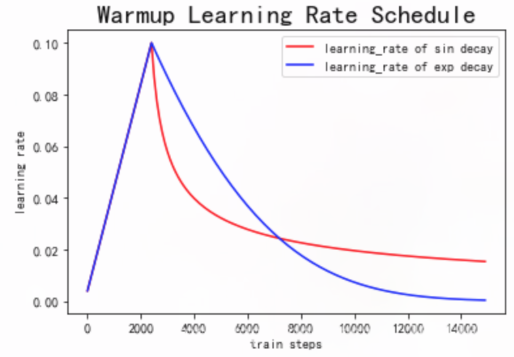 Warmup Learning Rate Schedule
learning_rate of sin decay
learning_rate of exp decay
learning rate
0.10
0.08
0.06
0.04
0.02
0.00
0 2000 4000 6000 8000 10000 12000 14000
train steps